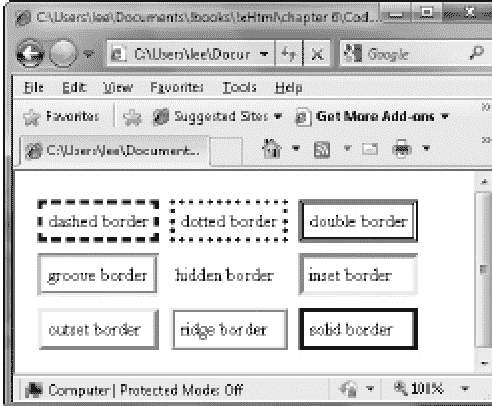 C:\Users\lee\Documents\!books\!eHtml\chapter 6\Cod...
C:\Users\lee\Docur
Google
File Edit View Favorites Tools Help
Favorites Suggested Sites ▾ Get More Add-ons ▾
C:\Users\lee\Document...
dashed border dotted border double border
groove border hidden border inset border
outset border ridge border solid border
Computer | Protected Mode: Off 101%